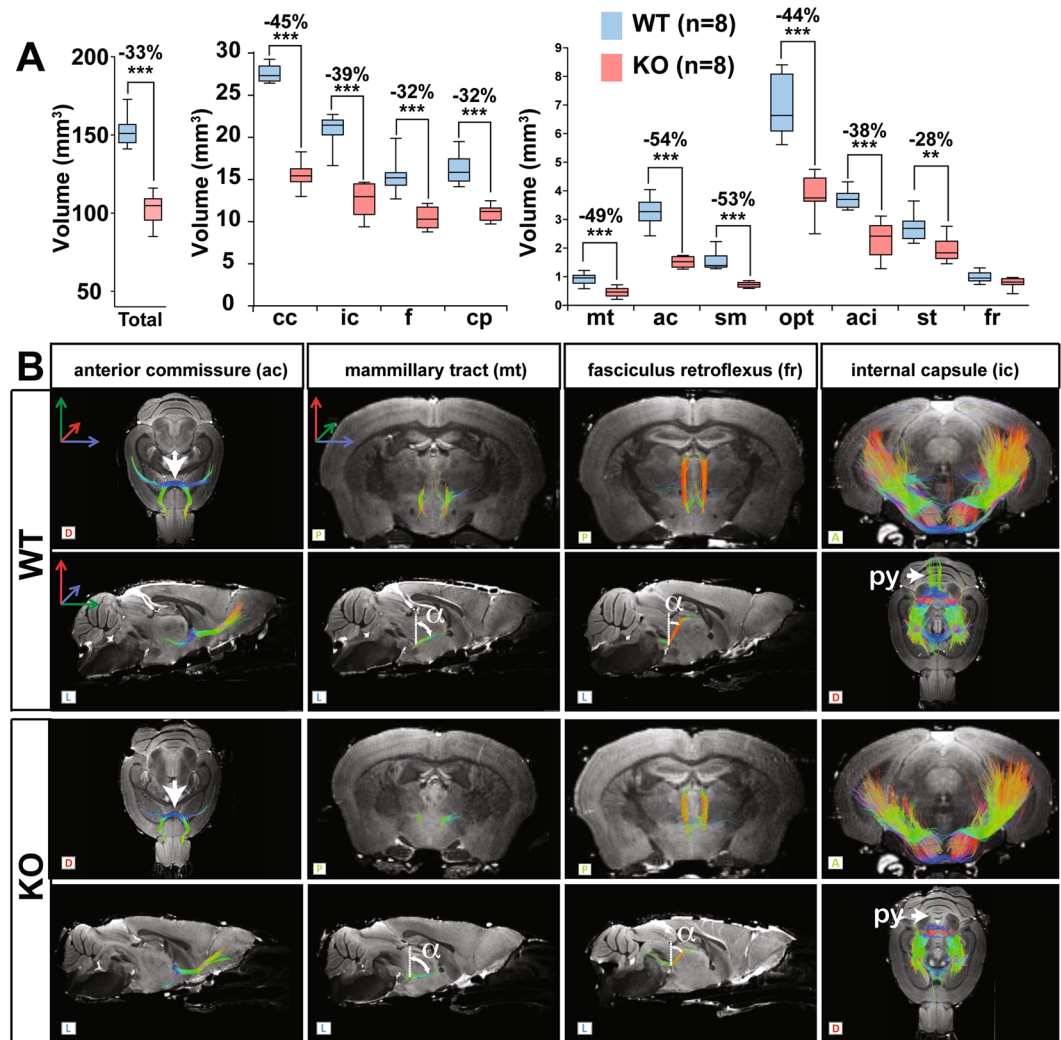 A
Volume (mm³)
200
150
100
50
-33%
***
Total
Volume (mm³)
30
25
20
15
10
5
0
-45%
***
-39%
***
-32%
***
-32%
***
cc ic f cp
WT (n=8)
KO (n=8)
Volume (mm³)
9
8
7
6
5
4
3
2
1
0
-49%
***
-54%
***
-53%
***
-44%
***
-38%
***
-28%
**
mt ac sm opt aci st fr
B
anterior commissure (ac) mammillary tract (mt) fasciculus retroflexus (fr) internal capsule (ic)
WT
D P P A
α α py
L L L D
KO
D P P A
α α py
L L L D